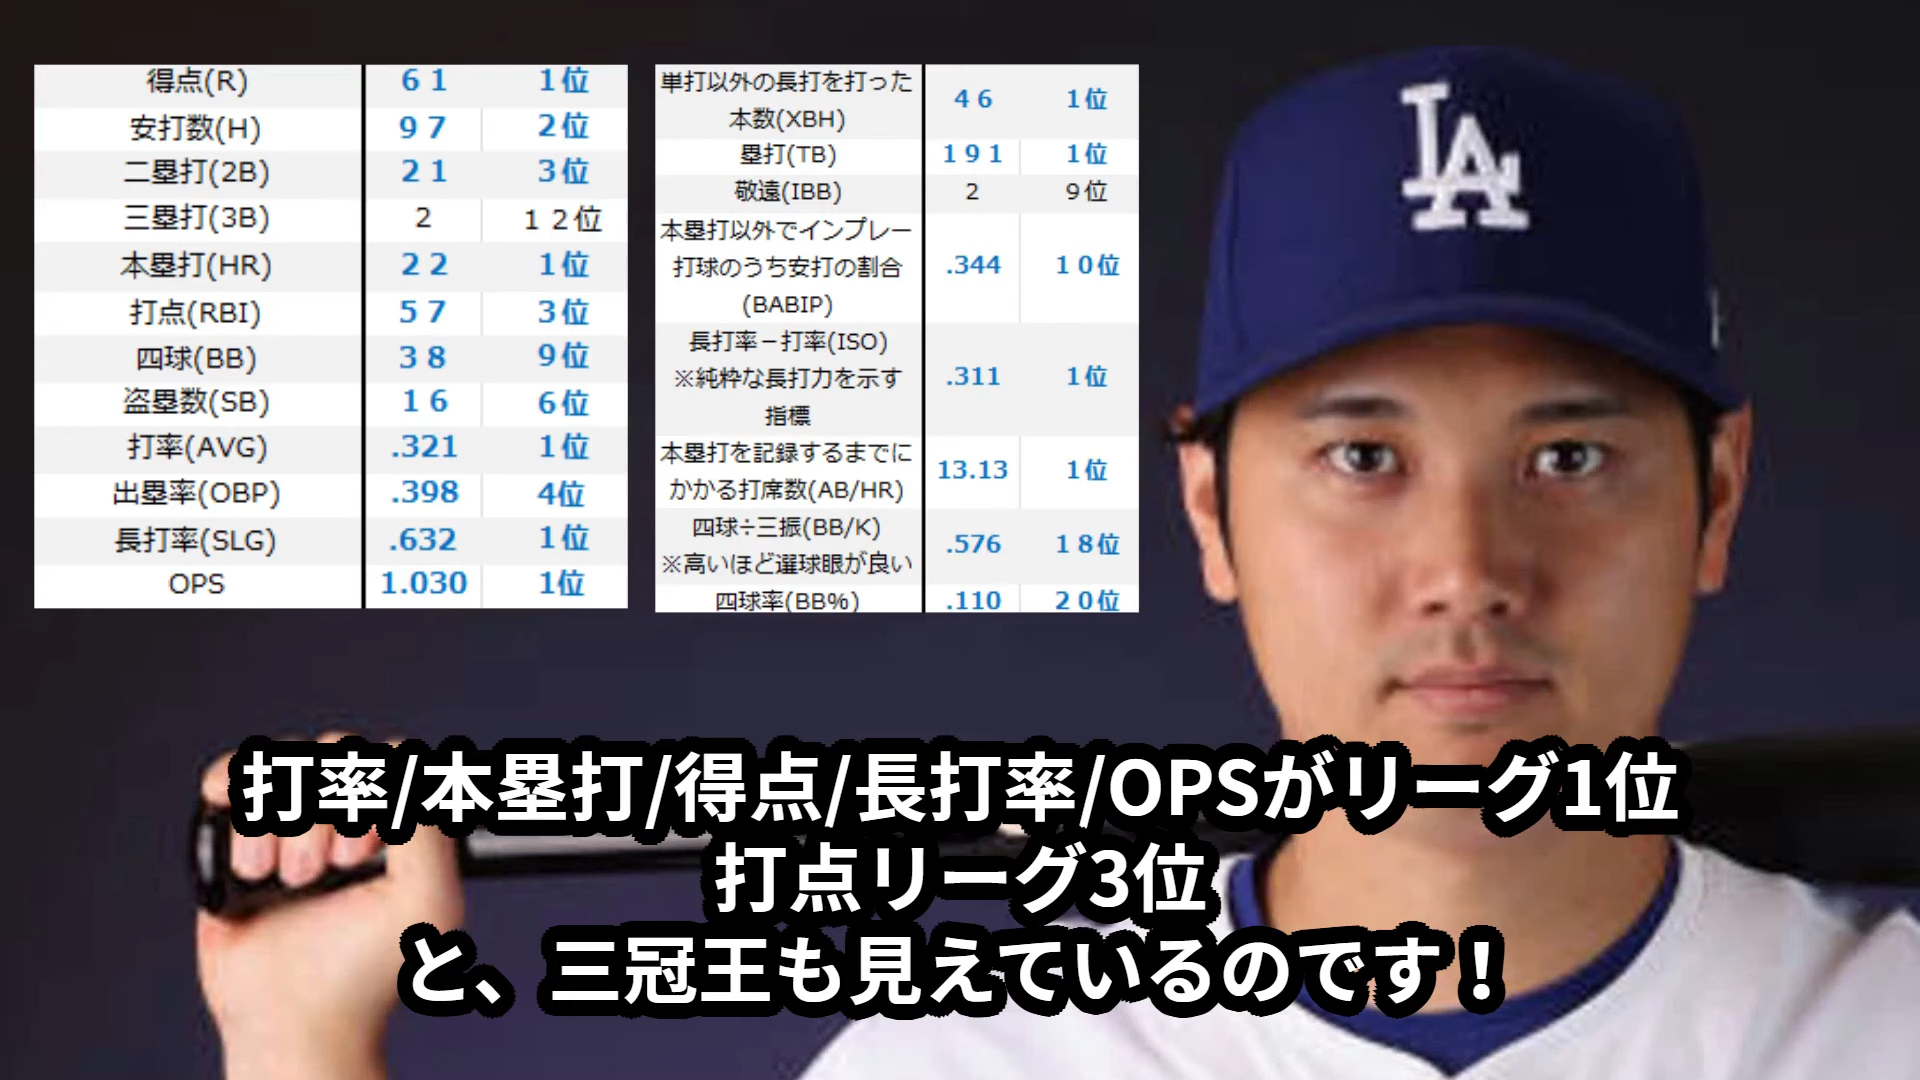 得点(R) 61 1位
安打数(H) 97 2位
二塁打(2B) 21 3位
三塁打(3B) 2 12位
本塁打(HR) 22 1位
打点(RBI) 57 3位
四球(BB) 38 9位
盗塁数(SB) 16 6位
打率(AVG) .321 1位
出塁率(OBP) .398 4位
長打率(SLG) .632 1位
OPS 1.030 1位
単打以外の長打を打った
本数(XBH) 46 1位
塁打(TB) 191 1位
敬遠(IBB) 2 9位
本塁打以外でインプレー
打球のうち安打の割合 .344 10位
(BABIP)
長打率－打率(ISO)
※純粋な長打力を示す .311 1位
指標
本塁打を記録するまでに
かかる打席数(AB/HR) 13.13 1位
四球÷三振(BB/K)
※高いほど選球眼が良い .576 18位
四球率(BB%) .110 20位
LA
打率/本塁打/得点/長打率/OPSがリーグ1位
打点リーグ3位
と、三冠王も見えているのです！